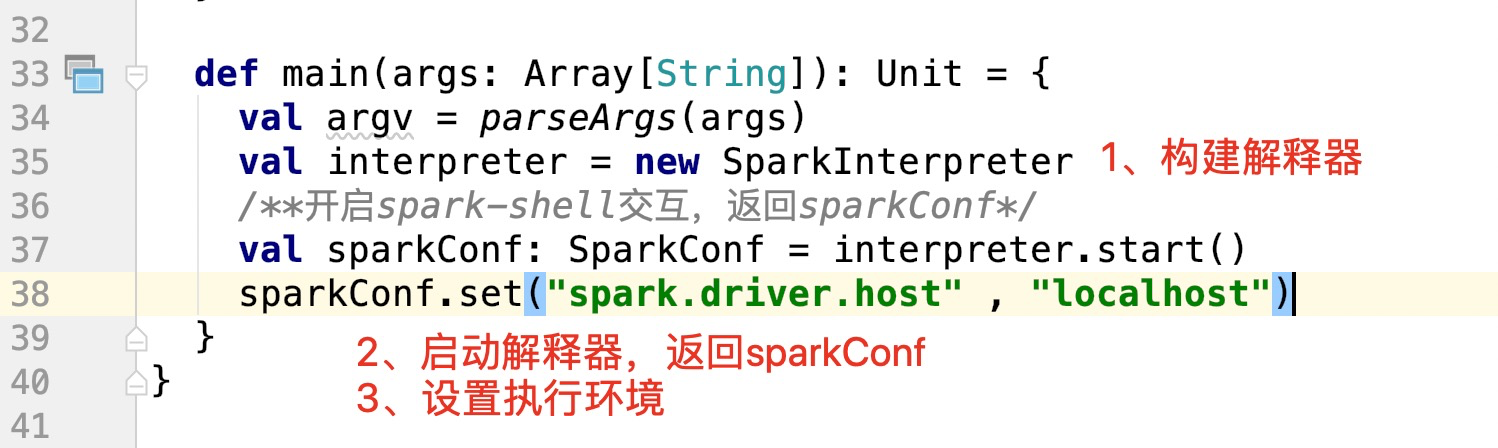 32
33 def main(args: Array[String]): Unit = {
34 val argv = parseArgs(args)
35 val interpreter = new SparkInterpreter 1、构建解释器
36 /**开启spark-shell交互，返回sparkConf*/
37 val sparkConf: SparkConf = interpreter.start()
38 sparkConf.set("spark.driver.host" , "localhost")
39 }
2、启动解释器，返回sparkConf
40 }
3、设置执行环境
41